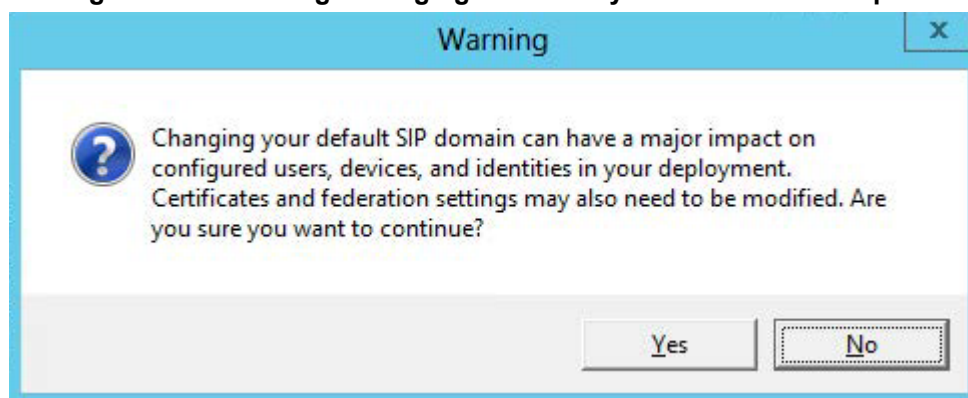 Warning
x
Changing your default SIP domain can have a major impact on
configured users, devices, and identities in your deployment.
Certificates and federation settings may also need to be modified. Are
you sure you want to continue?
Yes
No